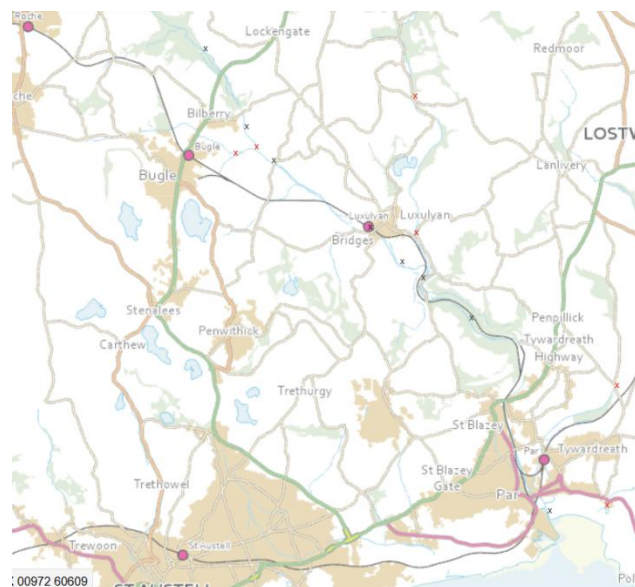 Roche
Lockengate
Redmoor
che
Bilberry
LOSTW
Bugle
Bugle
Lanlivery
Luxulyan
Luxulyan
Bridges
Stenalees
Penpillick
Penwithick
Carthew
Tywardreath
Highway
Trethurgy
St Blazey
Par
Tywardreath
St Blazey
Gate
Trethowel
Par
Trewoon
St Austell
00972 60609
ST AUSTELL